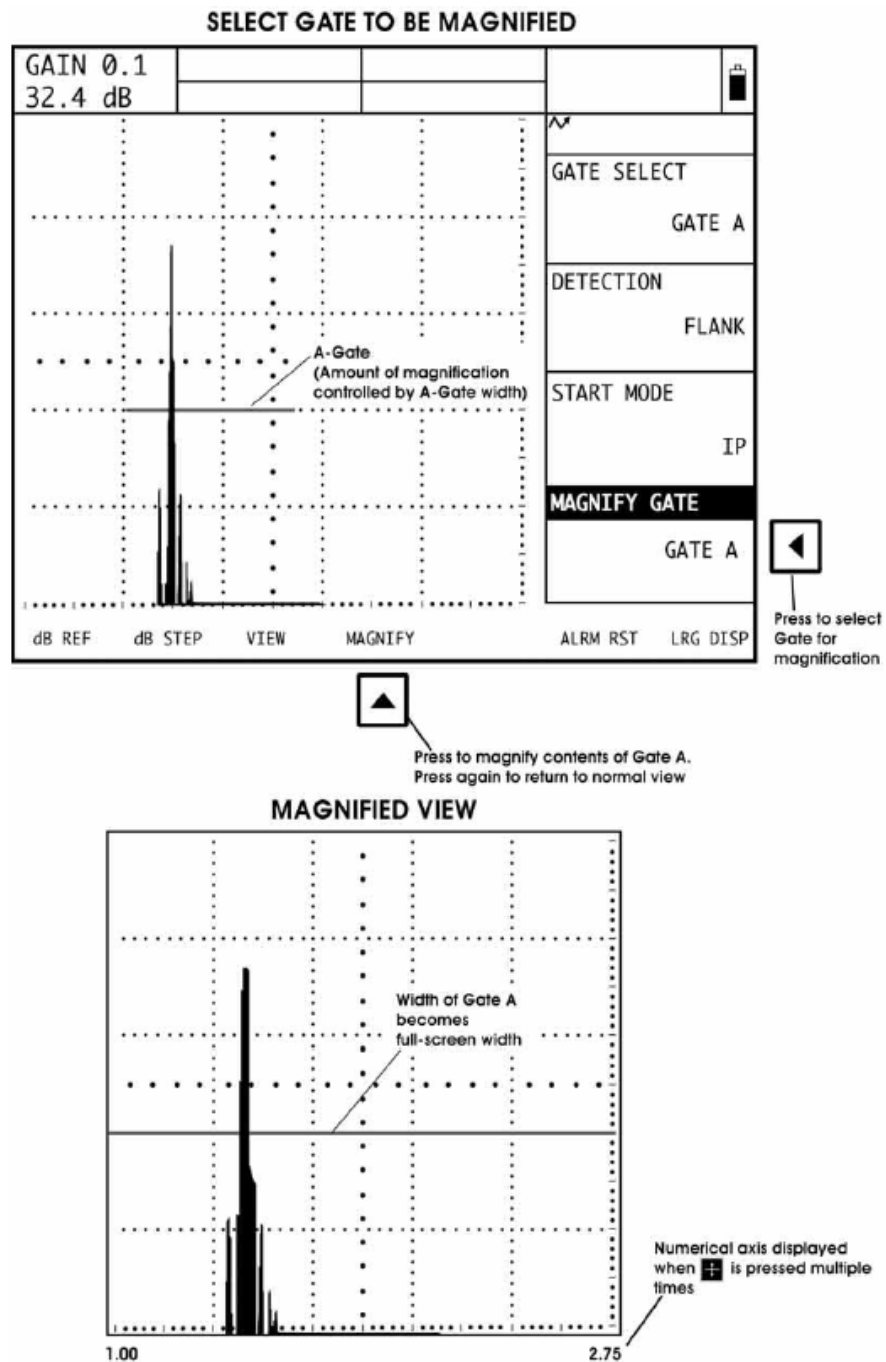 SELECT GATE TO BE MAGNIFIED
GAIN 0.1
32.4 dB
GATE SELECT
GATE A
DETECTION
FLANK
START MODE
IP
MAGNIFY GATE
GATE A
A-Gate
(Amount of magnification
controlled by A-Gate width)
Press to select
Gate for
magnification
dB REF
dB STEP
VIEW
MAGNIFY
ALRM RST
LRG DISP
Press to magnify contents of Gate A.
Press again to return to normal view
MAGNIFIED VIEW
Width of Gate A
becomes
full-screen width
Numerical axis displayed
when is pressed multiple
times
1.00
2.75